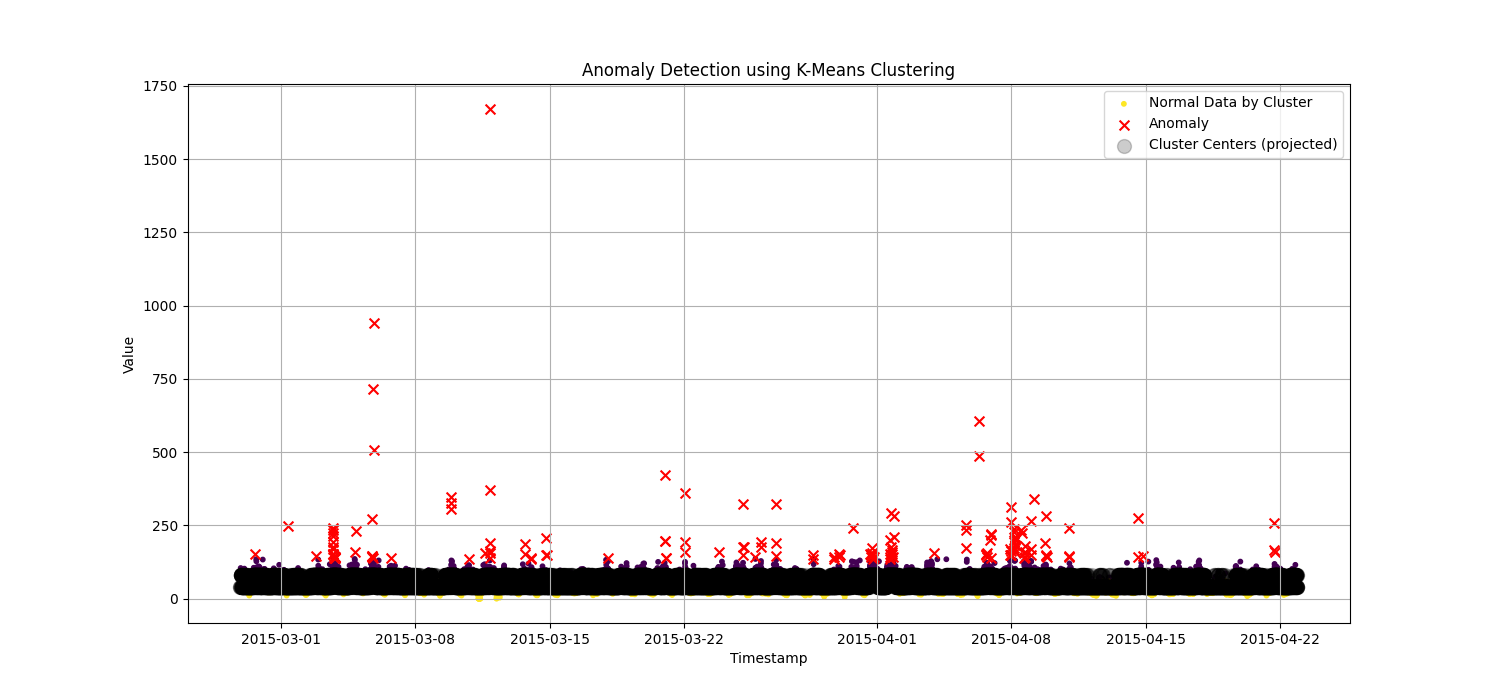 Anomaly Detection using K-Means Clustering
1750
1500
1250
1000
750
500
250
0
Value
Normal Data by Cluster
Anomaly
Cluster Centers (projected)
2015-03-01 2015-03-08 2015-03-15 2015-03-22 2015-04-01 2015-04-08 2015-04-15 2015-04-22
Timestamp